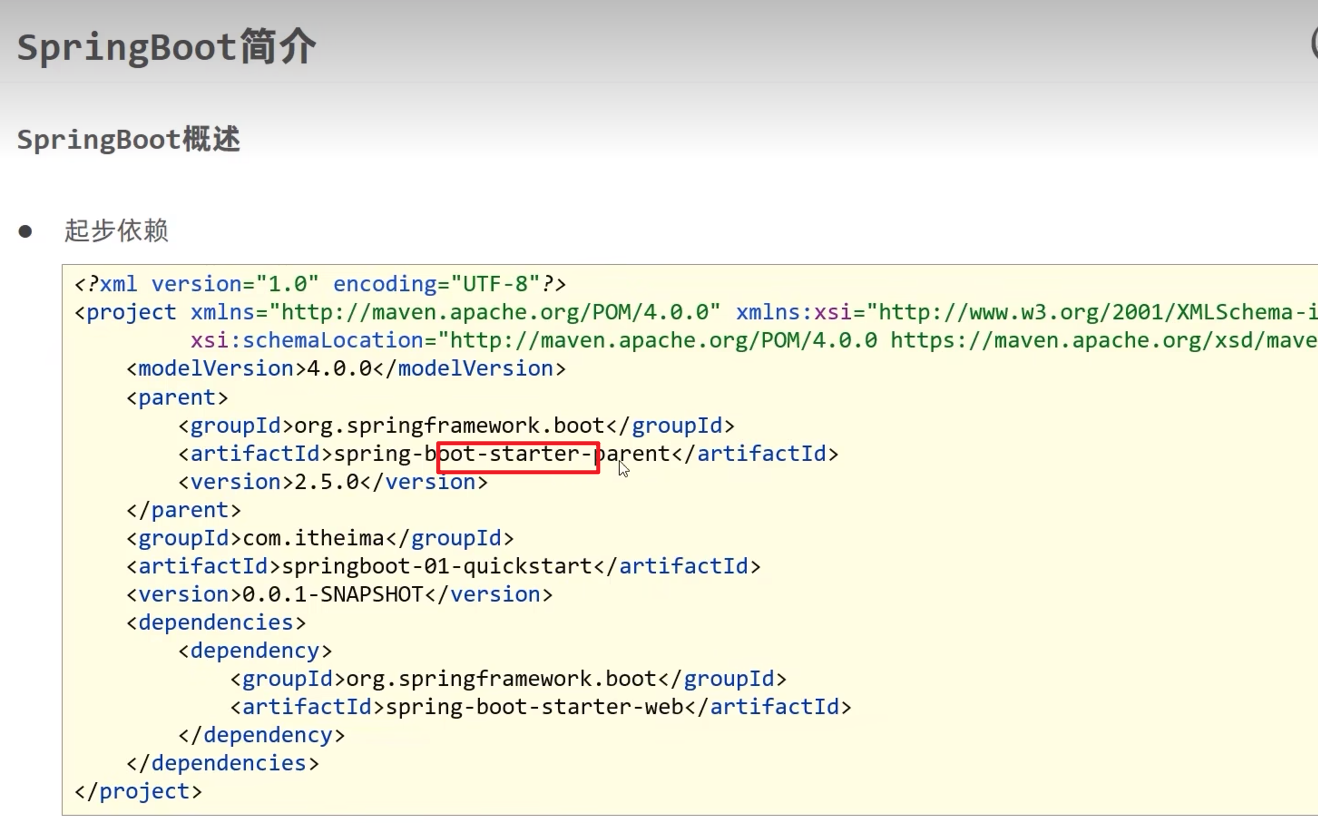 SpringBoot简介
SpringBoot概述
● 起步依赖
<?xml version="1.0" encoding="UTF-8"?>
<project xmlns="http://maven.apache.org/POM/4.0.0" xmlns:xsi="http://www.w3.org/2001/XMLSchema-i
xsi:schemaLocation="http://maven.apache.org/POM/4.0.0 https://maven.apache.org/xsd/mave
<modelVersion>4.0.0</modelVersion>
<parent>
<groupId>org.springframework.boot</groupId>
<artifactId>spring-boot-starter-parent</artifactId>
<version>2.5.0</version>
</parent>
<groupId>com.itheima</groupId>
<artifactId>springboot-01-quickstart</artifactId>
<version>0.0.1-SNAPSHOT</version>
<dependencies>
<dependency>
<groupId>org.springframework.boot</groupId>
<artifactId>spring-boot-starter-web</artifactId>
</dependency>
</dependencies>
</project>